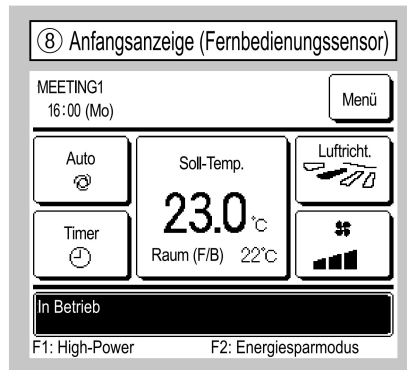 ⑧ Anfangsanzeige (Fernbedienungssensor)
MEETING1
16:00 (Mo)
Menü
Auto
Soll-Temp.
Luftricht.
23.0 °C
Timer
Raum (F/B) 22°C
In Betrieb
F1: High-Power F2: Energiesparmodus